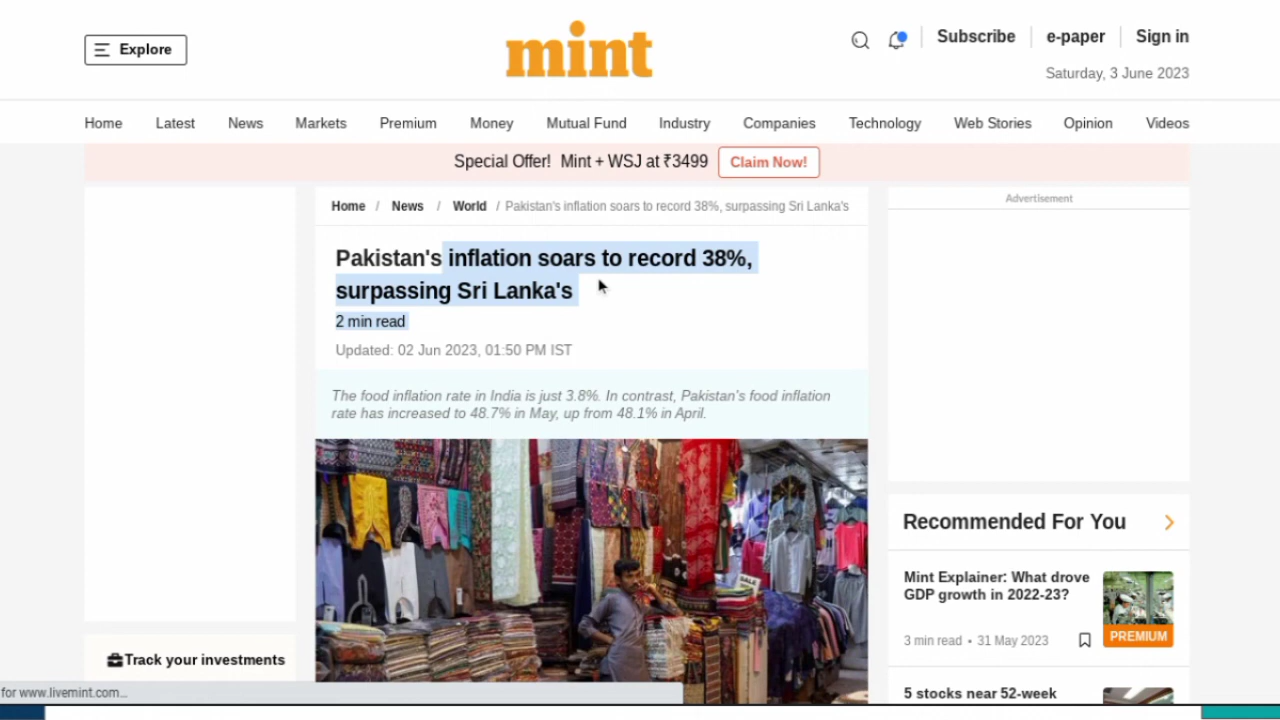 Explore
mint
Subscribe
e-paper
Sign in
Saturday, 3 June 2023
Home Latest News Markets Premium Money Mutual Fund Industry Companies Technology Web Stories Opinion Videos
Special Offer! Mint + WSJ at ₹3499 Claim Now!
Home / News / World / Pakistan's inflation soars to record 38%, surpassing Sri Lanka's
Pakistan's inflation soars to record 38%,
surpassing Sri Lanka's
2 min read
Updated: 02 Jun 2023, 01:50 PM IST
The food inflation rate in India is just 3.8%. In contrast, Pakistan's food inflation
rate has increased to 48.7% in May, up from 48.1% in April.
SALE
Track your investments
for www.livemint.com...
Advertisement
Recommended For You
Mint Explainer: What drove
GDP growth in 2022-23?
3 min read • 31 May 2023
PREMIUM
5 stocks near 52-week